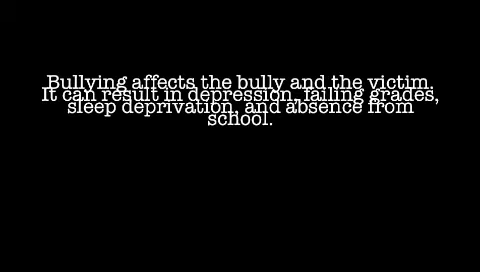 Bullying affects the bully and the victim.
It can result in depression, failing grades,
sleep deprivation, and absence from
school.